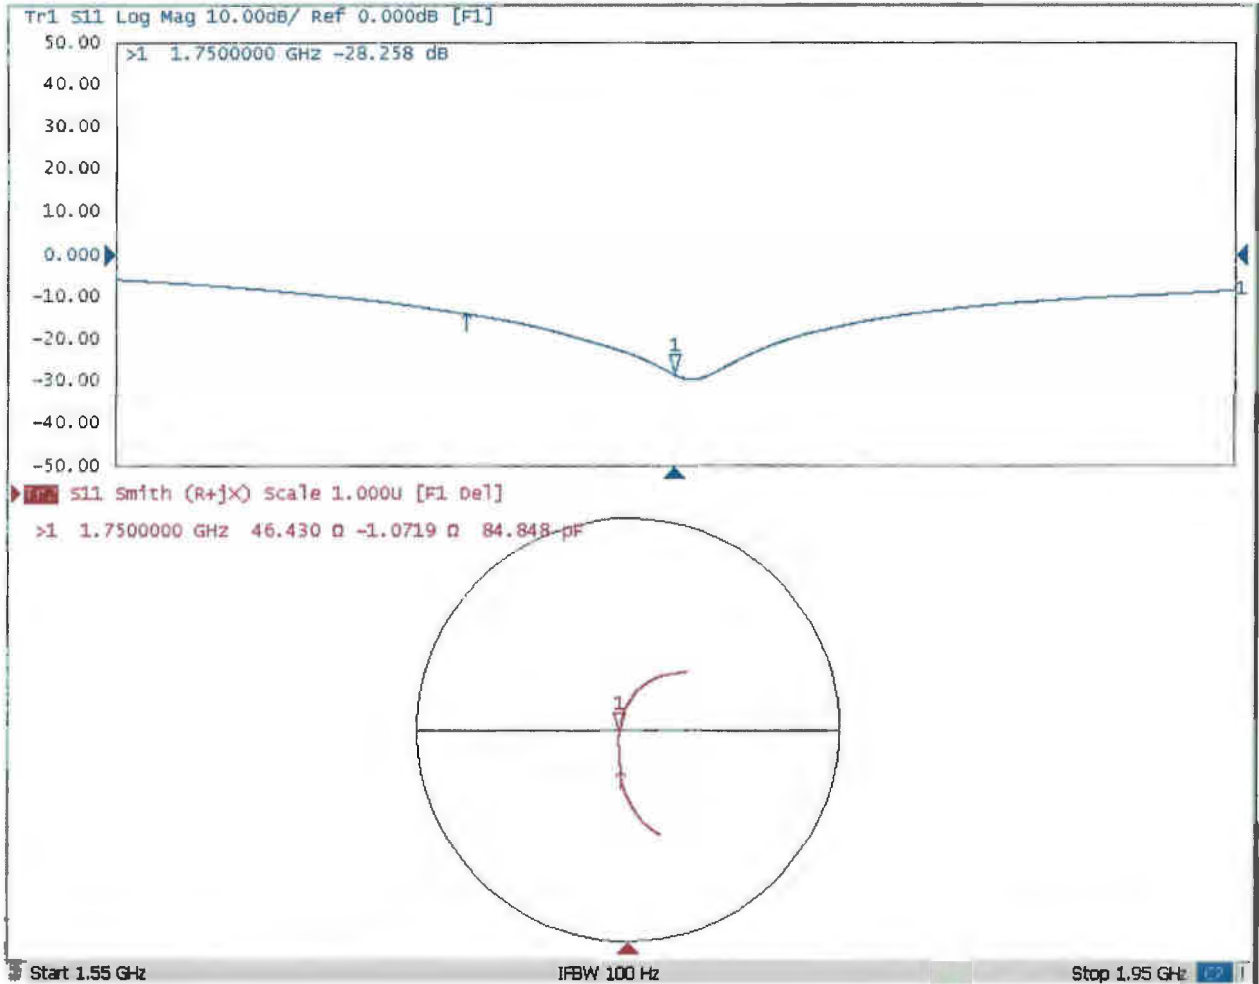 Tr1 S11 Log Mag 10.00dB/ Ref 0.000dB [F1]
50.00
>1 1.7500000 GHz -28.258 dB
40.00
30.00
20.00
10.00
0.000
-10.00
1
-20.00
1
-30.00
-40.00
-50.00
S11 Smith (R+jX) Scale 1.000U [F1 Del]
>1 1.7500000 GHz 46.430 Ω -1.0719 Ω 84.848 pF
1
Start 1.55 GHz IFBW 100 Hz Stop 1.95 GHz C2